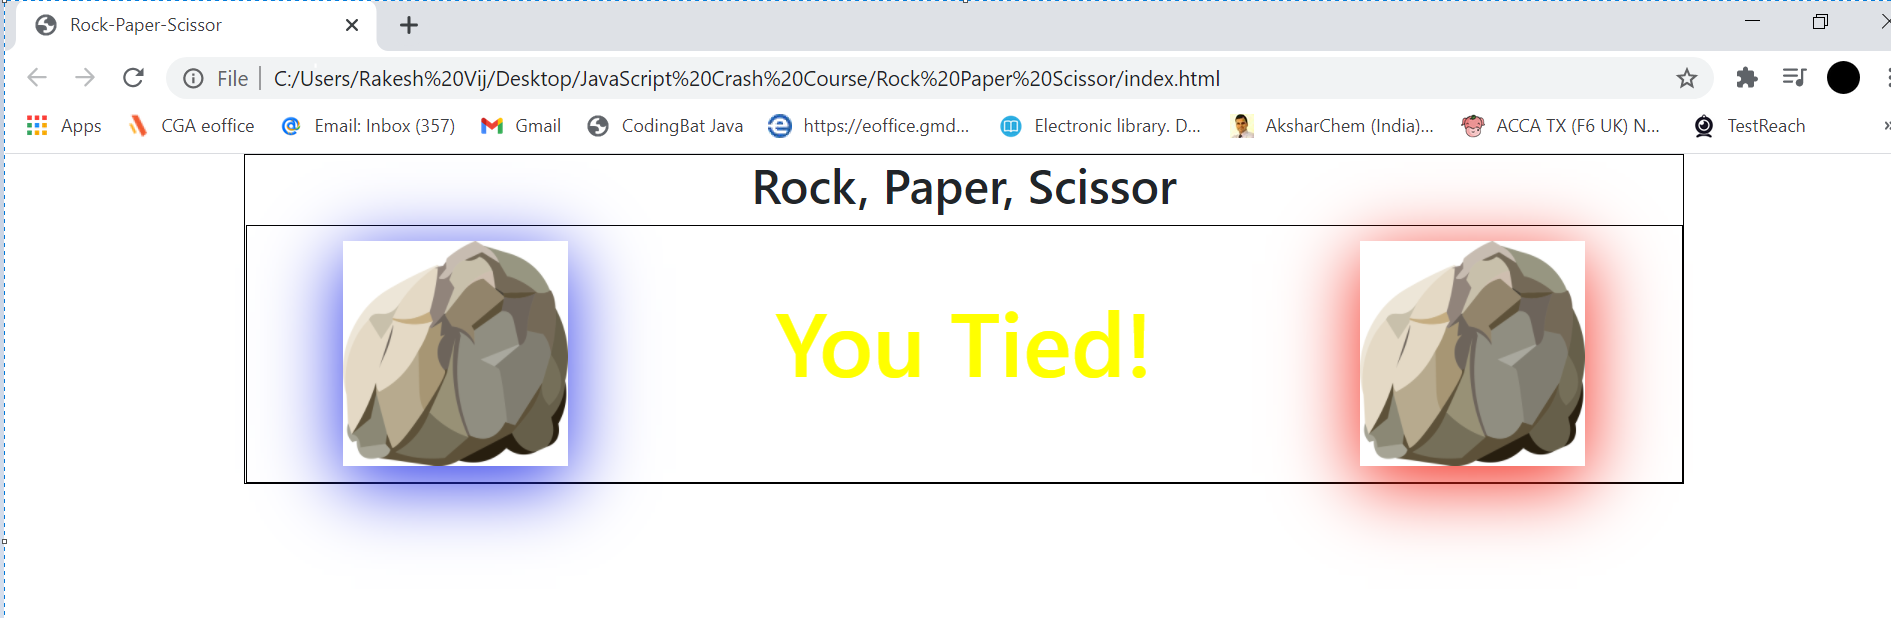 Rock-Paper-Scissor
File | C:/Users/Rakesh%20Vij/Desktop/JavaScript%20Crash%20Course/Rock%20Paper%20Scissor/index.html
Apps CGA eoffice Email: Inbox (357) Gmail CodingBat Java https://eoffice.gmd... Electronic library. D... AksharChem (India)... ACCA TX (F6 UK) N... TestReach »
Rock, Paper, Scissor
You Tied!